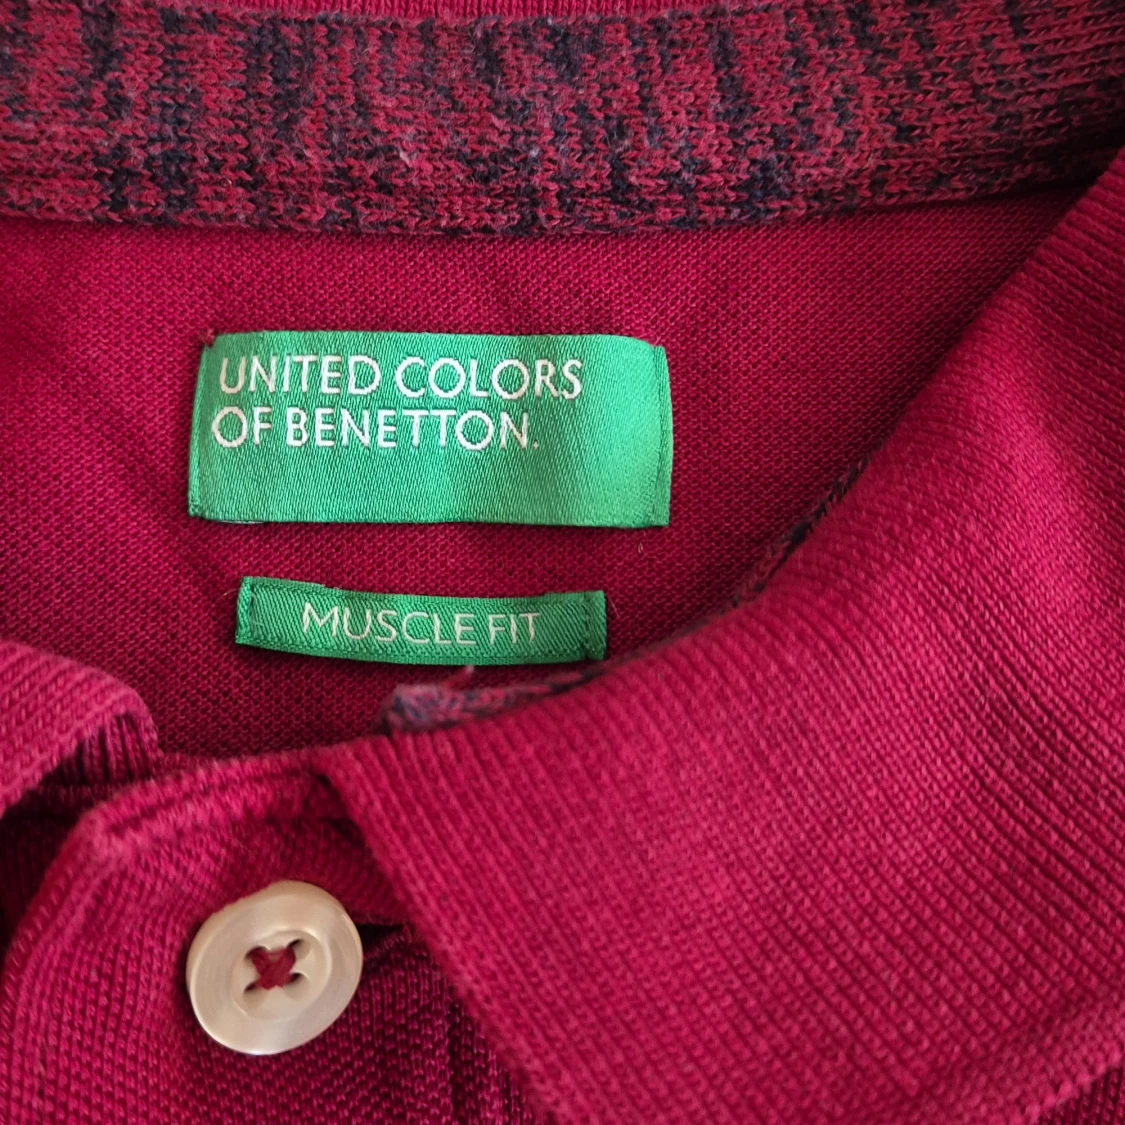 UNITED COLORS
OF BENETTON.
MUSCLE FIT